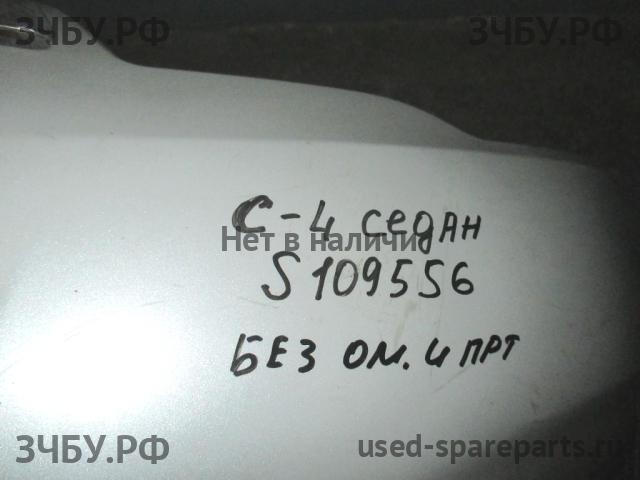 ЗЧБУ.РФ
ЗЧБУ.РФ
С-4 седан
Нет в наличии
S109556
БЕЗ ОМ. И ПРТ
ЗЧБУ.РФ
used-spareparts.ru